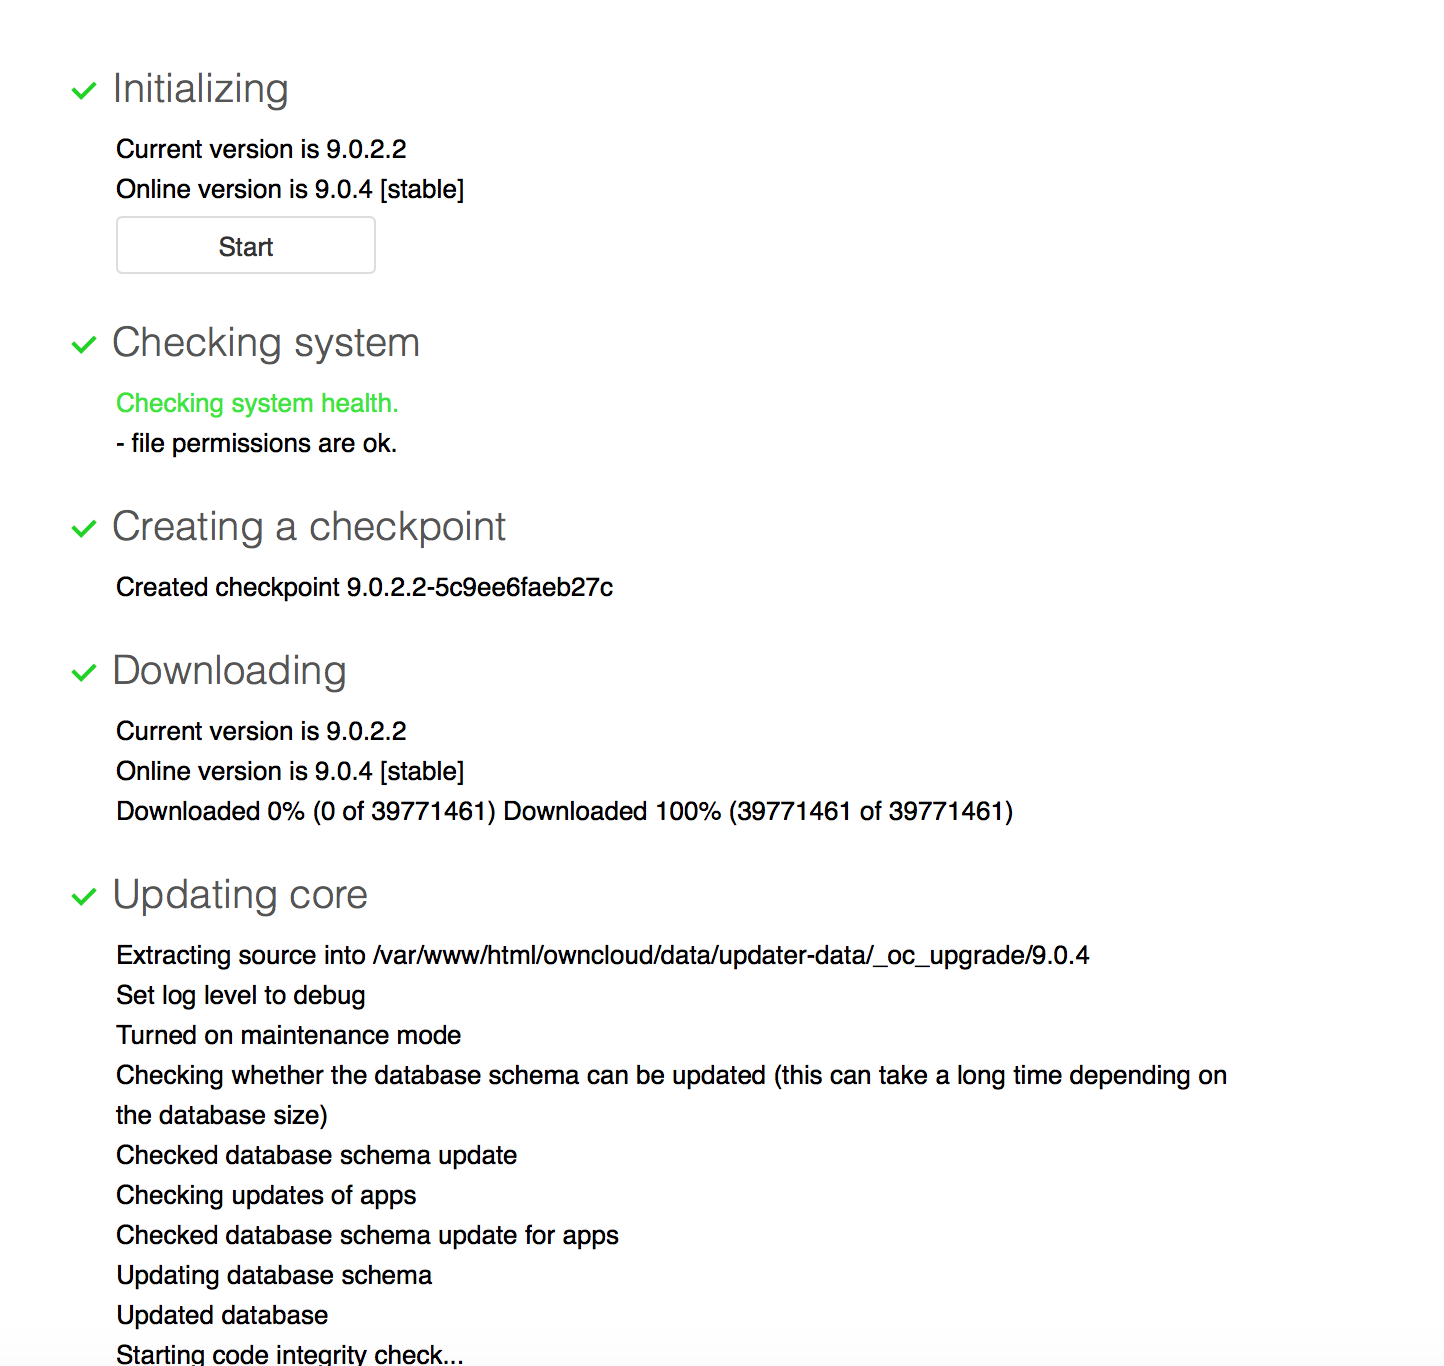 Initializing
Current version is 9.0.2.2
Online version is 9.0.4 [stable]
Start
Checking system
Checking system health.
- file permissions are ok.
Creating a checkpoint
Created checkpoint 9.0.2.2-5c9ee6faeb27c
Downloading
Current version is 9.0.2.2
Online version is 9.0.4 [stable]
Downloaded 0% (0 of 39771461) Downloaded 100% (39771461 of 39771461)
Updating core
Extracting source into /var/www/html/owncloud/data/updater-data/_oc_upgrade/9.0.4
Set log level to debug
Turned on maintenance mode
Checking whether the database schema can be updated (this can take a long time depending on
the database size)
Checked database schema update
Checking updates of apps
Checked database schema update for apps
Updating database schema
Updated database
Starting code integrity check...